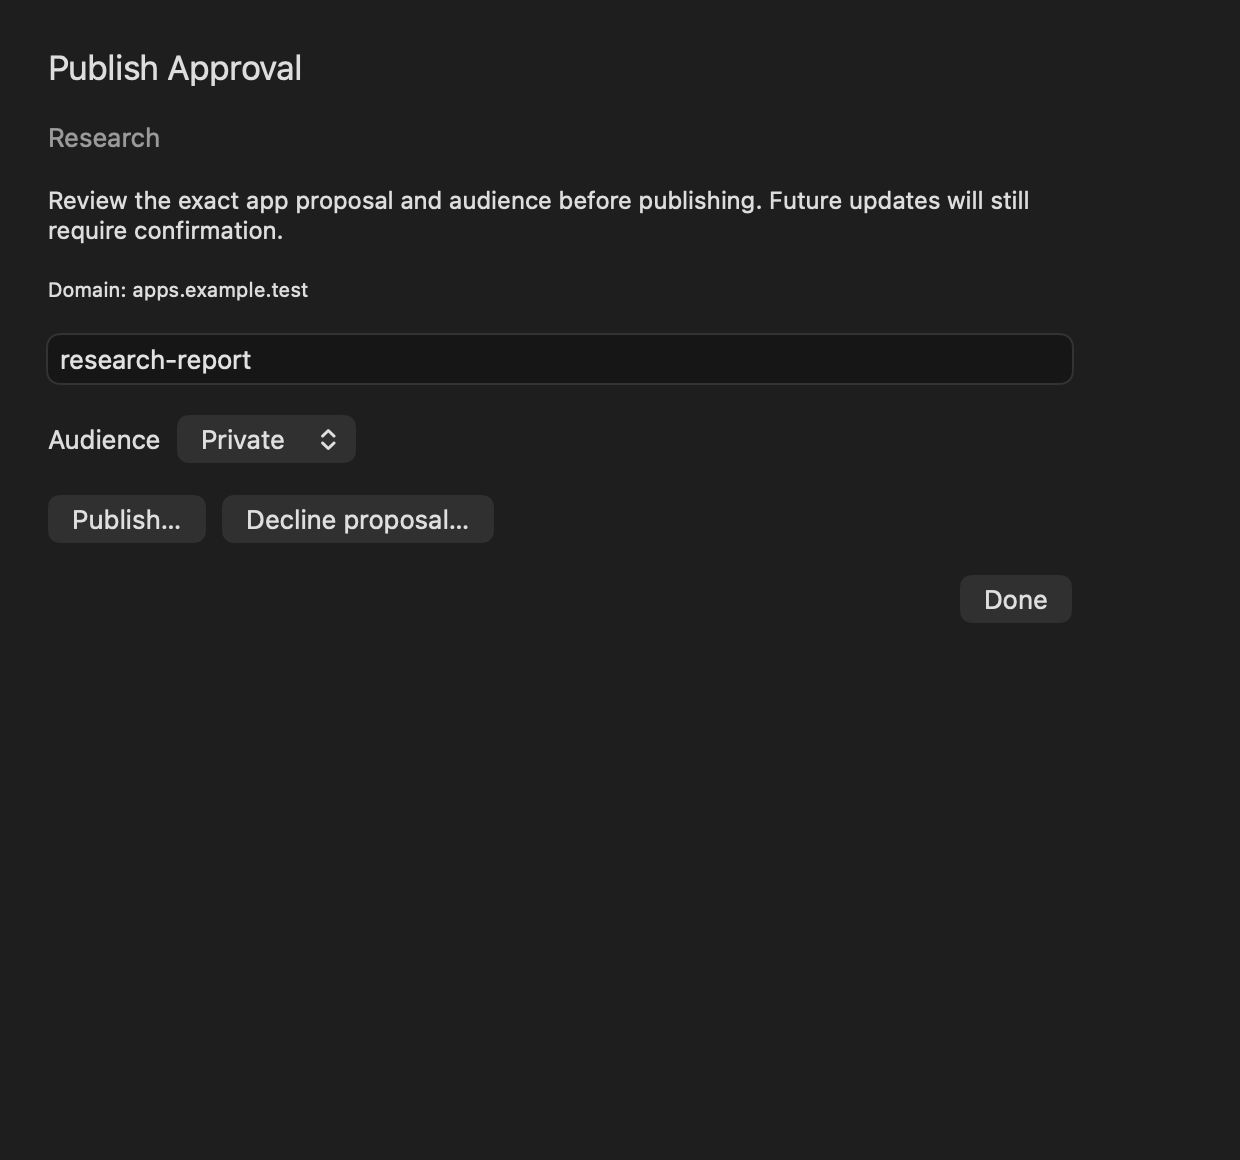 Publish Approval
Research
Review the exact app proposal and audience before publishing. Future updates will still
require confirmation.
Domain: apps.example.test
research-report
Audience Private
Publish... Decline proposal...
Done